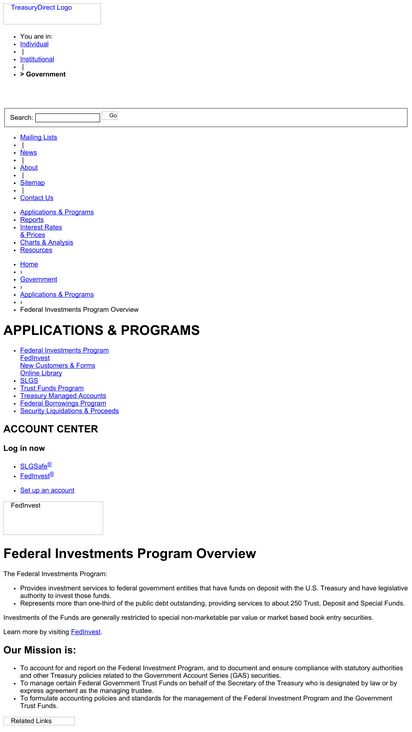 TreasuryDirect Logo
You are in:
Individual
|
Institutional
|
> Government
Search: Go
Mailing Lists
|
News
|
About
|
Sitemap
|
Contact Us
Applications & Programs
Reports
Interest Rates
& Prices
Charts & Analysis
Resources
Home
›
Government
›
Applications & Programs
›
Federal Investments Program Overview
APPLICATIONS & PROGRAMS
Federal Investments Program
FedInvest
New Customers & Forms
Online Library
SLGS
Trust Funds Program
Treasury Managed Accounts
Federal Borrowings Program
Security Liquidations & Proceeds
ACCOUNT CENTER
Log in now
SLGSafe®
FedInvest®
Set up an account
FedInvest
Federal Investments Program Overview
The Federal Investments Program:
Provides investment services to federal government entities that have funds on deposit with the U.S. Treasury and have legislative
authority to invest those funds.
Represents more than one-third of the public debt outstanding, providing services to about 250 Trust, Deposit and Special Funds.
Investments of the Funds are generally restricted to special non-marketable par value or market based book entry securities.
Learn more by visiting FedInvest.
Our Mission is:
To account for and report on the Federal Investment Program, and to document and ensure compliance with statutory authorities
and other Treasury policies related to the Government Account Series (GAS) securities.
To manage certain Federal Government Trust Funds on behalf of the Secretary of the Treasury who is designated by law or by
express agreement as the managing trustee.
To formulate accounting policies and standards for the management of the Federal Investment Program and the Government
Trust Funds.
Related Links